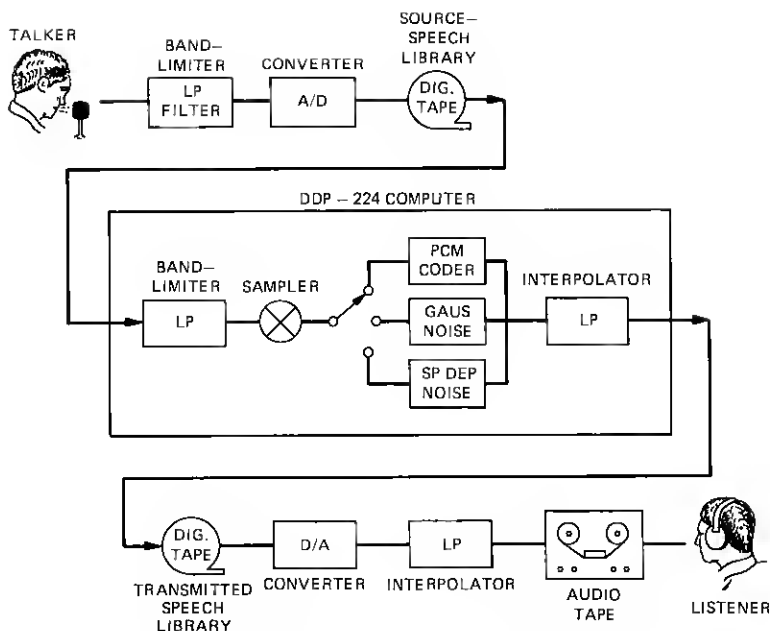 TALKER
BAND-
LIMITER
LP
FILTER
CONVERTER
A/D
SOURCE-
SPEECH
LIBRARY
DIG.
TAPE
DDP - 224 COMPUTER
BAND-
LIMITER
LP
SAMPLER
PCM
CODER
GAUS
NOISE
SP DEP
NOISE
INTERPOLATOR
LP
DIG.
TAPE
TRANSMITTED
SPEECH
LIBRARY
D/A
CONVERTER
LP
INTERPOLATOR
AUDIO
TAPE
LISTENER